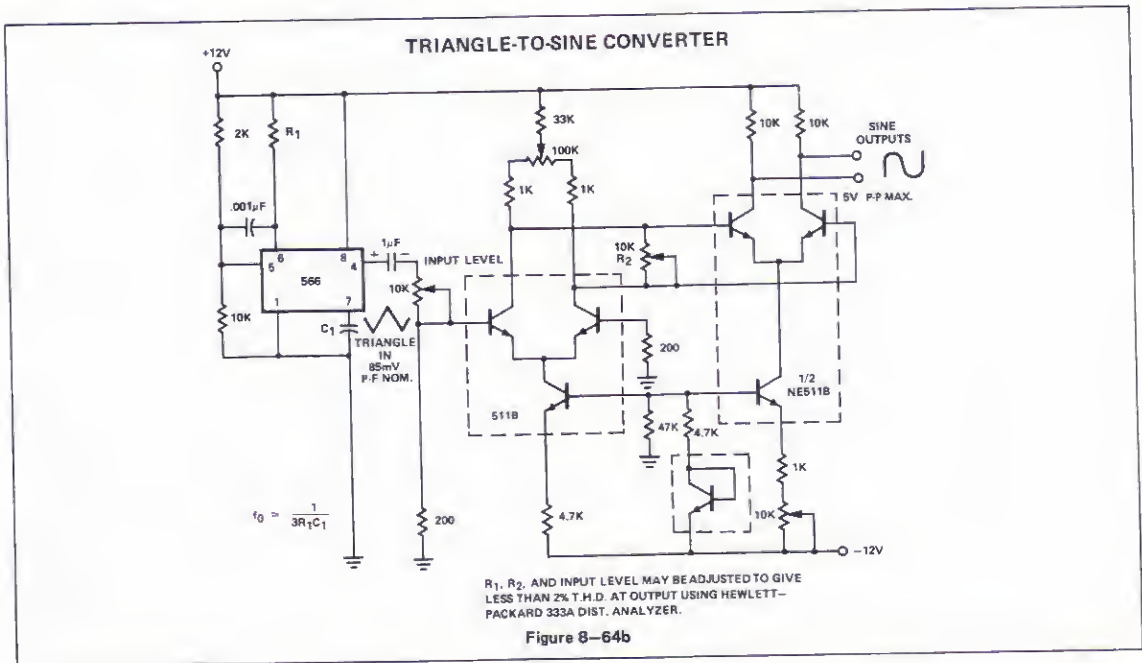 TRIANGLE-TO-SINE CONVERTER
+12V
2K
R1
33K
10K
10K
SINE
OUTPUTS
100K
1K
1K
5V P-P MAX.
.001μF
1μF
+
−
INPUT LEVEL
10K
R2
6
8
5
4
566
10K
1
7
10K
C1
TRIANGLE
IN
85mV
P-P NOM.
200
1/2
NE511B
511B
47K
4.7K
1K
f0 = 1
3R1C1
200
4.7K
10K
−12V
R1, R2, AND INPUT LEVEL MAY BE ADJUSTED TO GIVE
LESS THAN 2% T.H.D. AT OUTPUT USING HEWLETT–
PACKARD 333A DIST. ANALYZER.
Figure 8–64b